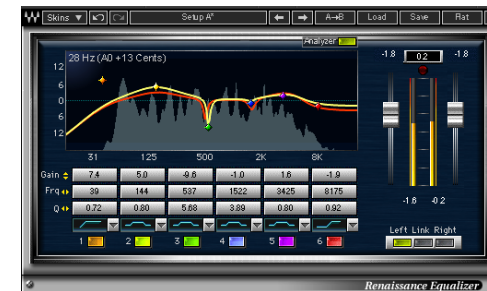 Skins Setup A* A→B Load Save Flat
Analyzer
28 Hz (A0 +13 Cents)
-1.8 0.2 -1.8
12
6
0
6
12
31 125 500 2K 8K
Gain 7.4 5.0 -9.6 -1.0 1.6 -1.9
Frq 39 144 537 1522 3425 8175
Q 0.72 0.80 5.68 3.89 0.80 0.92
-1.6 -0.2
1 2 3 4 5 6
Left Link Right
Renaissance Equalizer